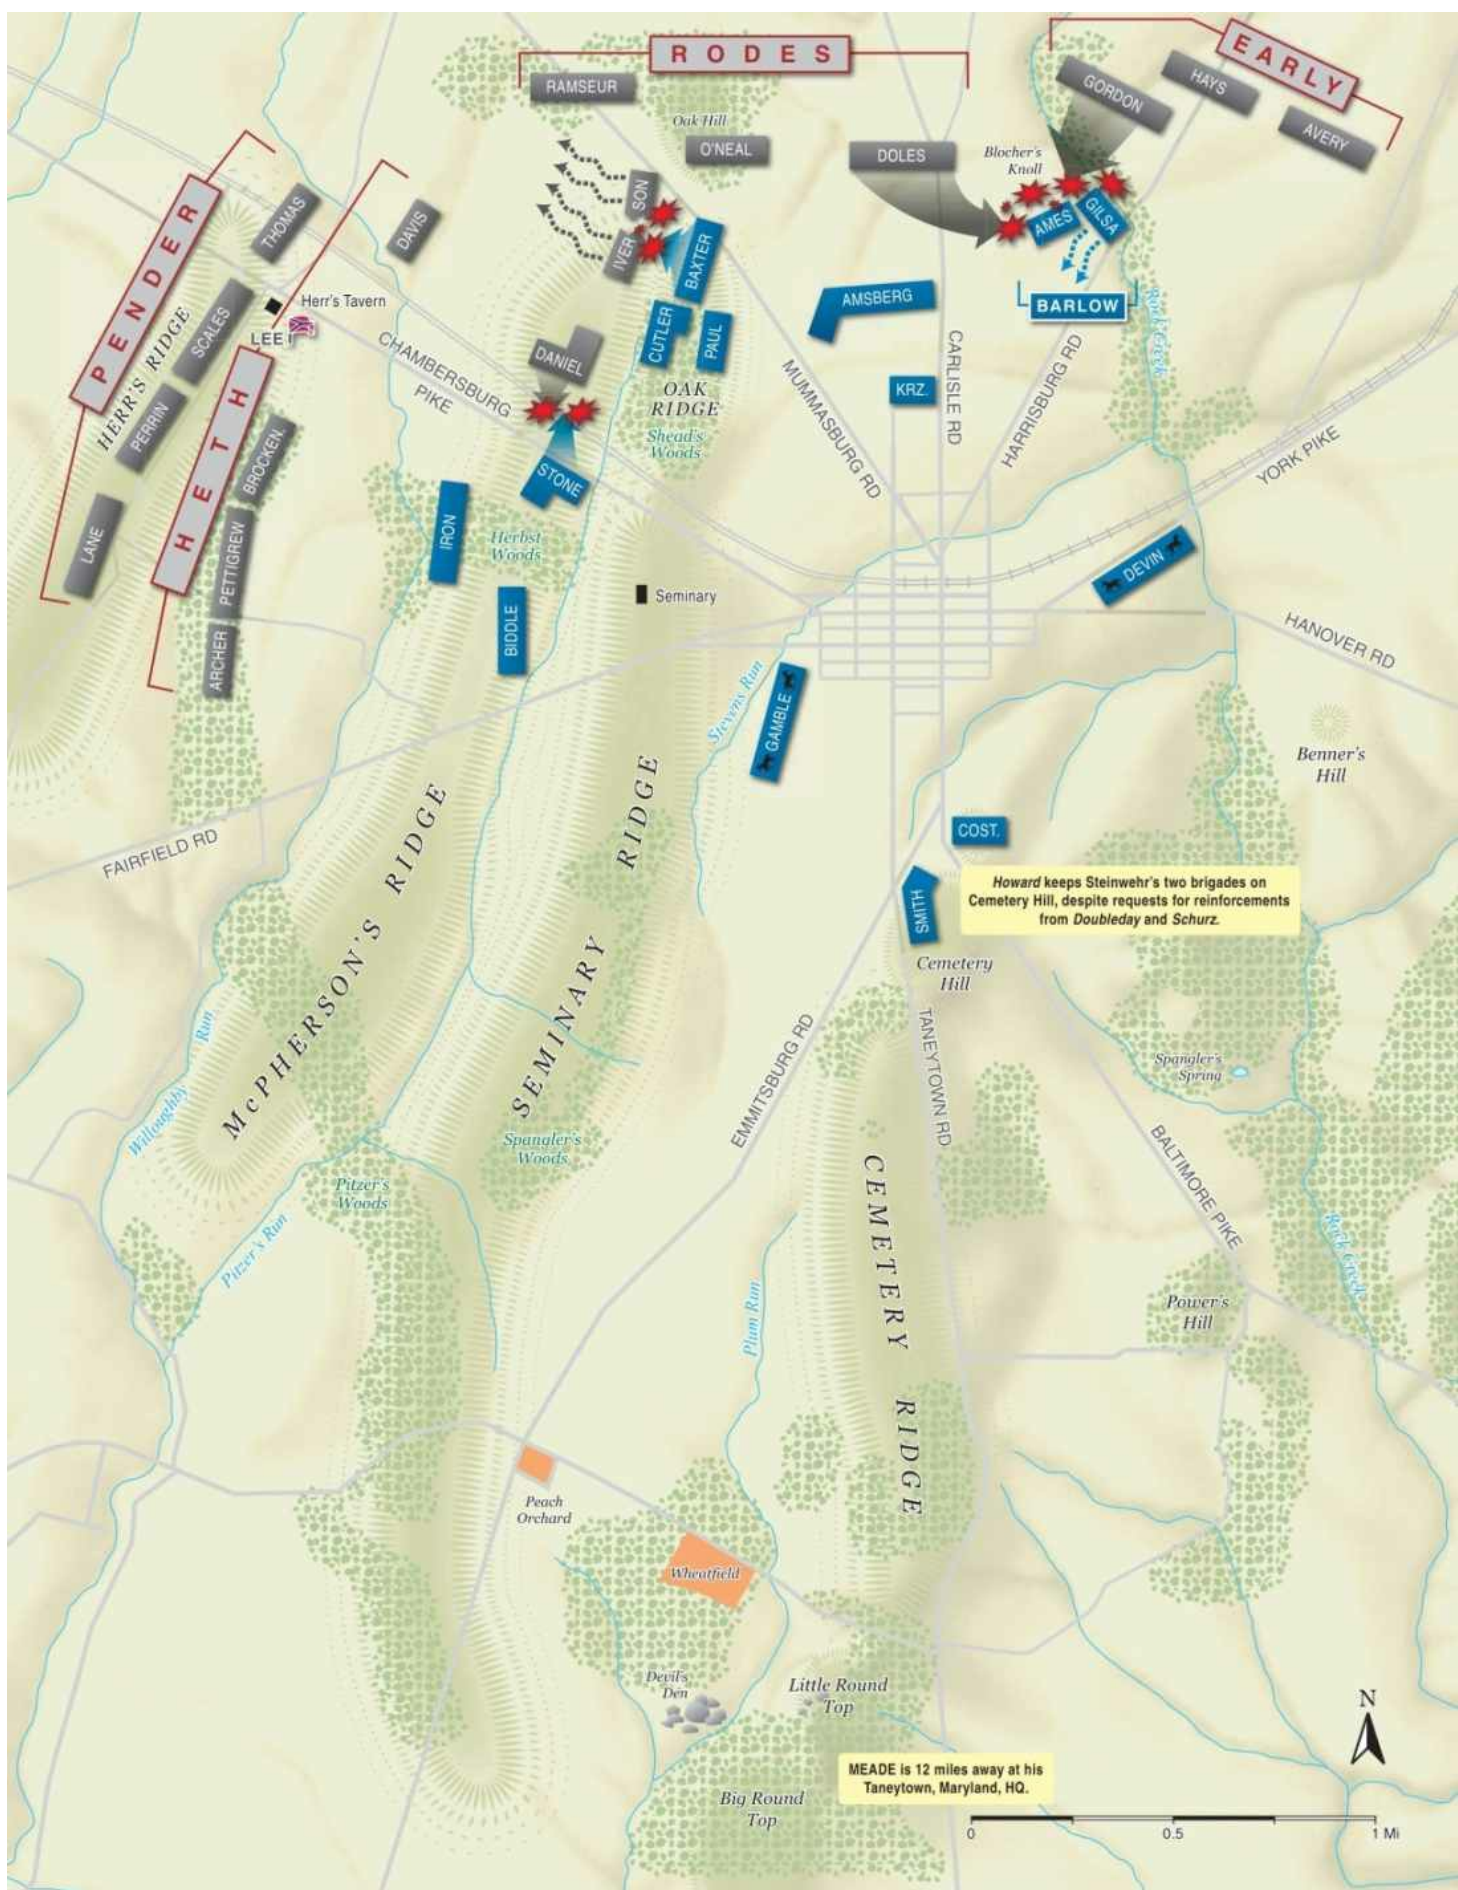 RODES
EARLY
RAMSEUR
GORDON
HAYS
AVERY
Oak Hill
O'NEAL
DOLES
Blocher's
Knoll
PENDER
THOMAS
DAVIS
IVER
SON
BAXTER
AMES
GILSA
BARLOW
AMSBERG
Herr's Tavern
LEE
HERR'S RIDGE
SCALES
PERRIN
LANE
HETH
BROCKEN.
PETTIGREW
ARCHER
CHAMBERSBURG
PIKE
DANIEL
CUTLER
PAUL
OAK
RIDGE
Shead's
Woods
STONE
IRON
Herbst
Woods
BIDDLE
Seminary
MUMMASBURG RD
KRZ.
CARLISLE RD
HARRISBURG RD
Rock Creek
YORK PIKE
DEVIN
HANOVER RD
Stevens Run
GAMBLE
Benner's
Hill
FAIRFIELD RD
COST.
Howard keeps Steinwehr's two brigades on
Cemetery Hill, despite requests for reinforcements
from Doubleday and Schurz.
SMITH
Cemetery
Hill
McPHERSON'S RIDGE
SEMINARY RIDGE
Willoughby Run
EMMITSBURG RD
TANEYTOWN RD
Spangler's
Spring
Spangler's
Woods
Pitzer's
Woods
Pitzer's Run
BALTIMORE PIKE
CEMETERY RIDGE
Plum Run
Rock Creek
Power's
Hill
Peach
Orchard
Wheatfield
Devil's
Den
Little Round
Top
Big Round
Top
MEADE is 12 miles away at his
Taneytown, Maryland, HQ.
N
0 0.5 1 Mi